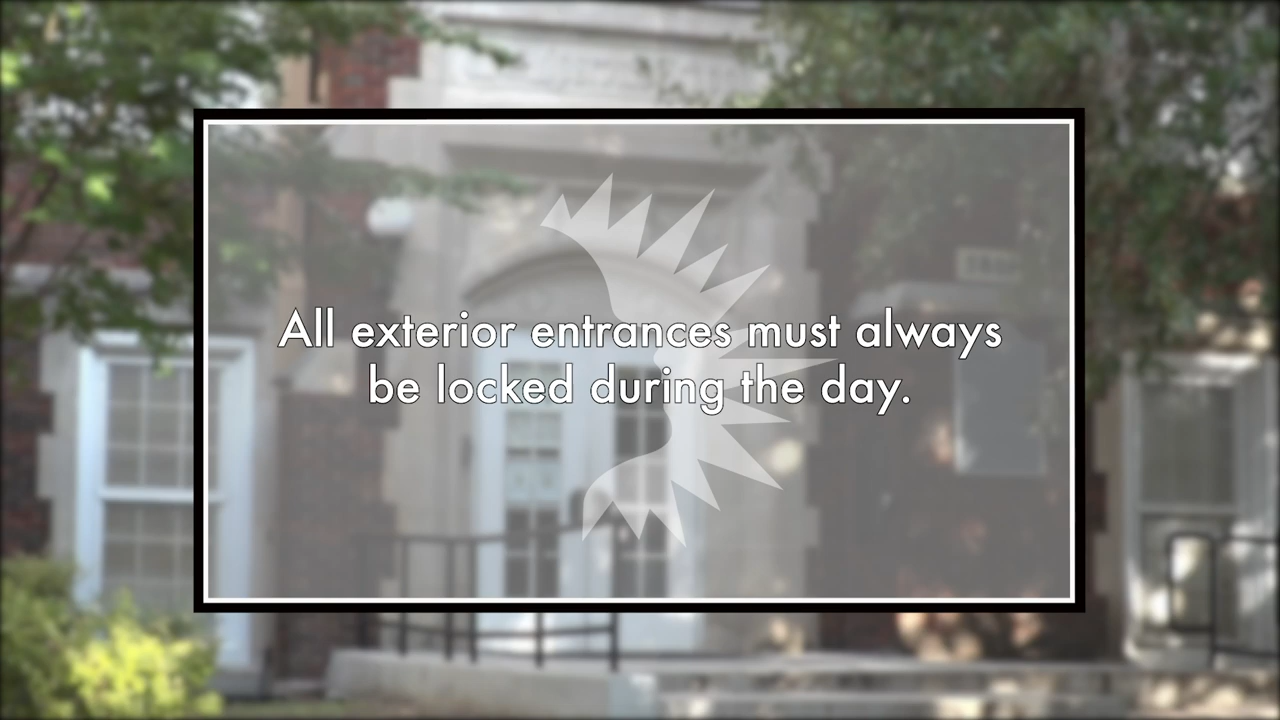 All exterior entrances must always
be locked during the day.